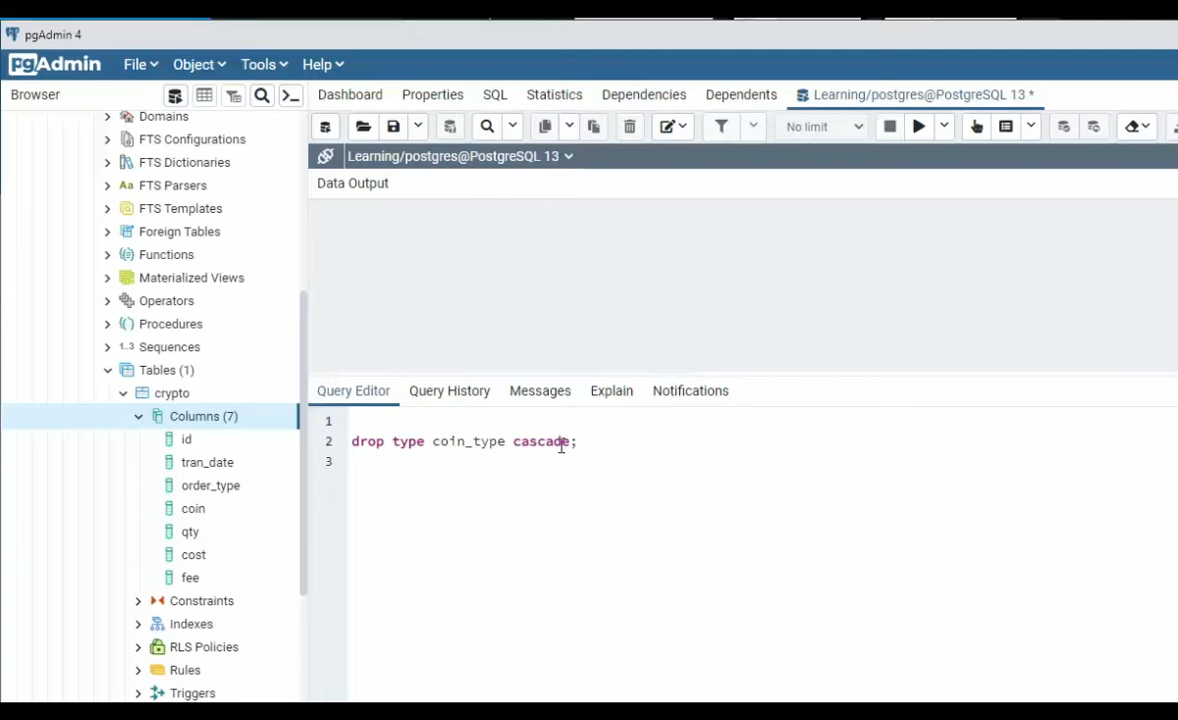 pgAdmin 4
pgAdmin File Object Tools Help
Browser Dashboard Properties SQL Statistics Dependencies Dependents Learning/postgres@PostgreSQL 13 *
Domains
No limit
FTS Configurations
Learning/postgres@PostgreSQL 13
FTS Dictionaries
Data Output
Aa FTS Parsers
FTS Templates
Foreign Tables
Functions
Materialized Views
Operators
Procedures
1..3 Sequences
Tables (1)
crypto
Columns (7)
id
tran_date
order_type
coin
qty
cost
fee
Constraints
Indexes
RLS Policies
Rules
Triggers
Query Editor Query History Messages Explain Notifications
1
2 drop type coin_type cascade;
3